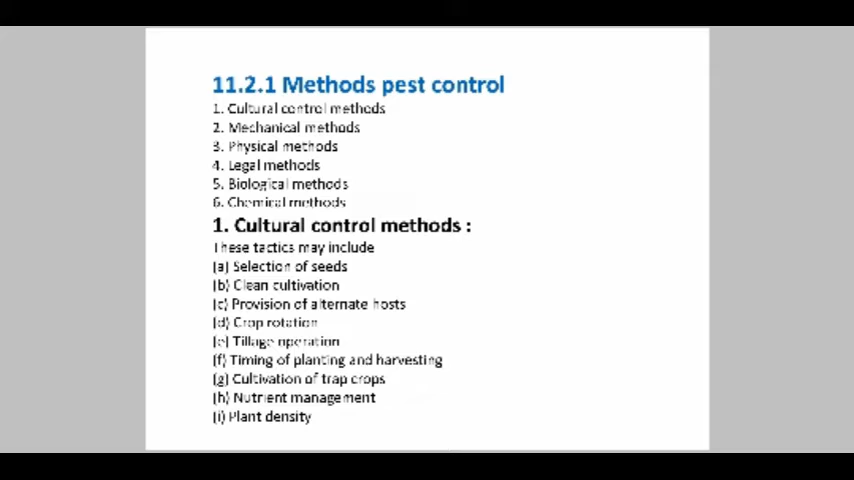 11.2.1 Methods pest control
1. Cultural control methods
2. Mechanical methods
3. Physical methods
4. Legal methods
5. Biological methods
6. Chemical methods
1. Cultural control methods :
These tactics may include
(a) Selection of seeds
(b) Clean cultivation
(c) Provision of alternate hosts
(d) Crop rotation
(e) Tillage operation
(f) Timing of planting and harvesting
(g) Cultivation of trap crops
(h) Nutrient management
(i) Plant density